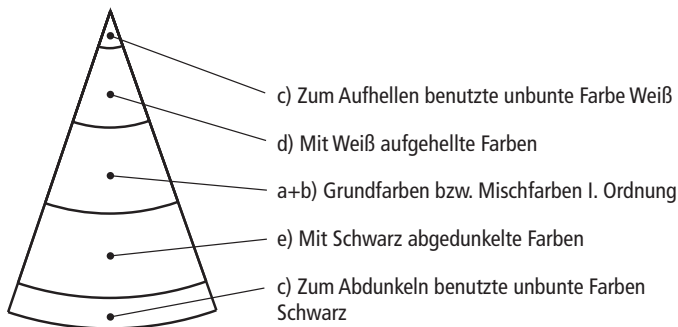 c) Zum Aufhellen benutzte unbunte Farbe Weiß
d) Mit Weiß aufgehellte Farben
a+b) Grundfarben bzw. Mischfarben I. Ordnung
e) Mit Schwarz abgedunkelte Farben
c) Zum Abdunkeln benutzte unbunte Farben
Schwarz